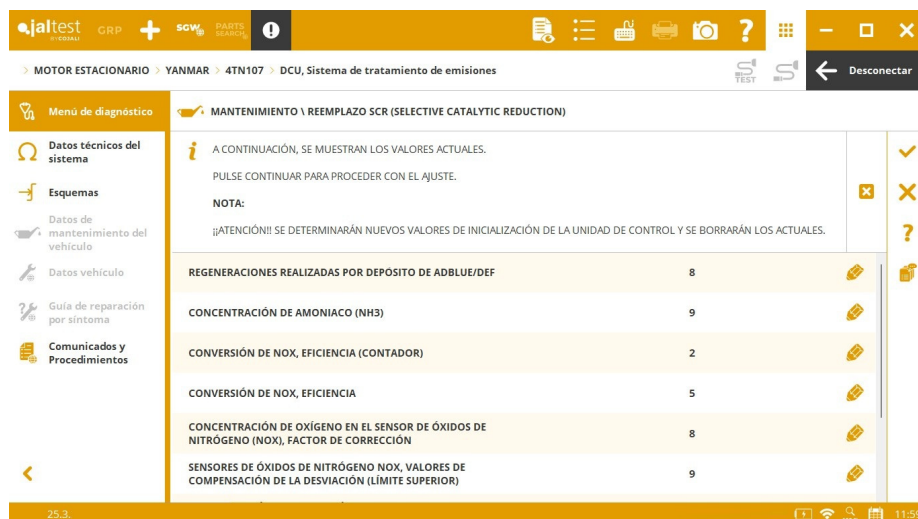 jaltest
BY COJALI
GRP
SGW
PARTS
SEARCH
?
MOTOR ESTACIONARIO > YANMAR > 4TN107 > DCU, Sistema de tratamiento de emisiones
TEST
Desconectar
Menú de diagnóstico
MANTENIMIENTO \ REEMPLAZO SCR (SELECTIVE CATALYTIC REDUCTION)
Datos técnicos del
sistema
Esquemas
Datos de
mantenimiento del
vehículo
Datos vehículo
Guía de reparación
por síntoma
Comunicados y
Procedimientos
A CONTINUACIÓN, SE MUESTRAN LOS VALORES ACTUALES.
PULSE CONTINUAR PARA PROCEDER CON EL AJUSTE.
NOTA:
¡¡ATENCIÓN!! SE DETERMINARÁN NUEVOS VALORES DE INICIALIZACIÓN DE LA UNIDAD DE CONTROL Y SE BORRARÁN LOS ACTUALES.
REGENERACIONES REALIZADAS POR DEPÓSITO DE ADBLUE/DEF 8
CONCENTRACIÓN DE AMONIACO (NH3) 9
CONVERSIÓN DE NOX, EFICIENCIA (CONTADOR) 2
CONVERSIÓN DE NOX, EFICIENCIA 5
CONCENTRACIÓN DE OXÍGENO EN EL SENSOR DE ÓXIDOS DE
NITRÓGENO (NOX), FACTOR DE CORRECCIÓN 8
SENSORES DE ÓXIDOS DE NITRÓGENO NOX, VALORES DE
COMPENSACIÓN DE LA DESVIACIÓN (LÍMITE SUPERIOR) 9
?
25.3.
11:59